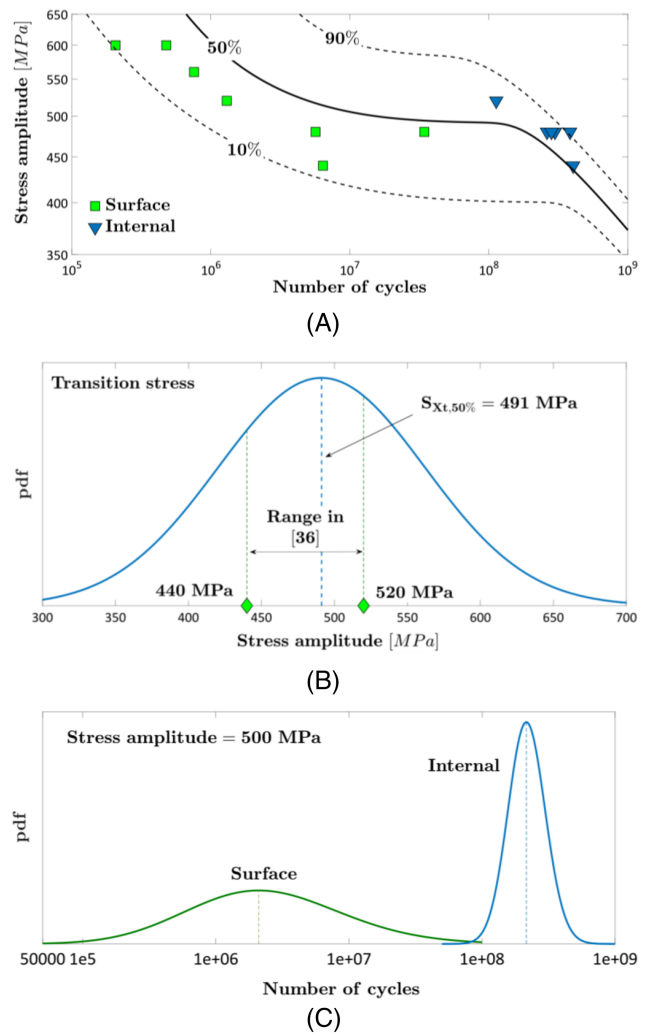 650
600
550
500
450
400
350
Stress amplitude [MPa]
50%
90%
10%
Surface
Internal
10^5
10^6
10^7
10^8
10^9
Number of cycles
(A)
Transition stress
S_{Xt,50%} = 491 MPa
pdf
Range in
[36]
440 MPa
520 MPa
300
350
400
450
500
550
600
650
700
Stress amplitude [MPa]
(B)
Stress amplitude = 500 MPa
Internal
pdf
Surface
50000
1e5
1e+06
1e+07
1e+08
1e+09
Number of cycles
(C)